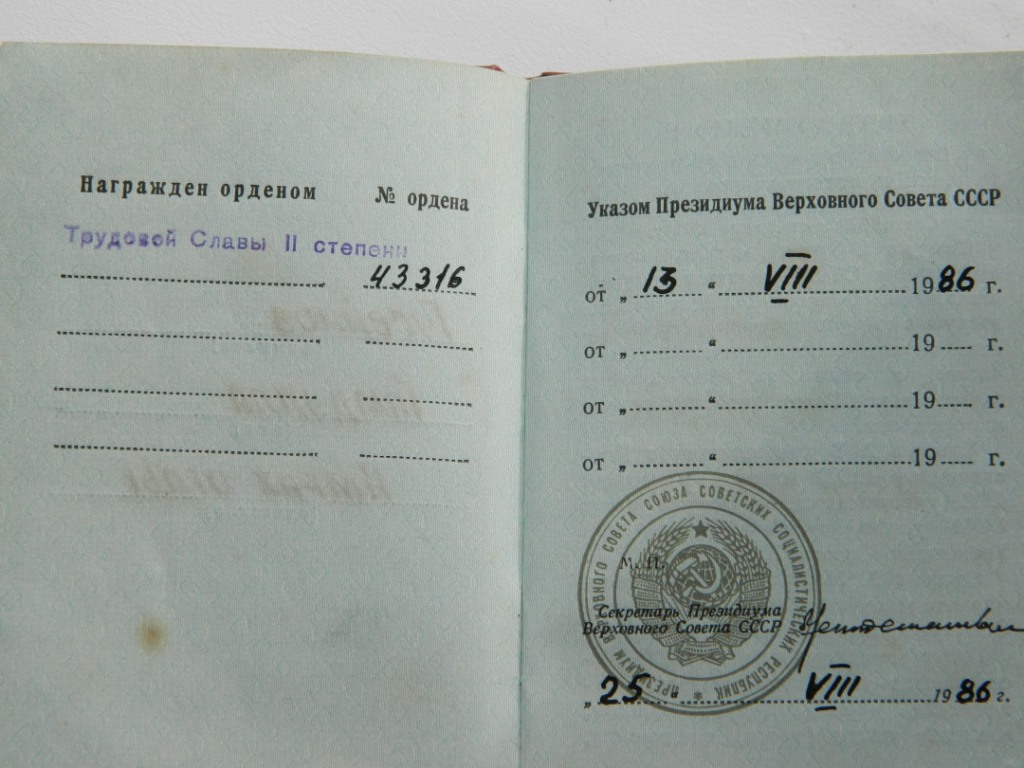 Награжден орденом № ордена
Трудовой Славы II степени 43316
Указом Президиума Верховного Совета СССР
от „ 13 “ VIII 1986 г.
от „ “ 19 г.
от „ “ 19 г.
от „ “ 19 г.
ПРЕЗИДИУМ ВЕРХОВНОГО СОВЕТА СОЮЗА СОВЕТСКИХ СОЦИАЛИСТИЧЕСКИХ РЕСПУБЛИК
М. П.
Секретарь Президиума
Верховного Совета СССР
„ 25 “ VIII 1986 г.